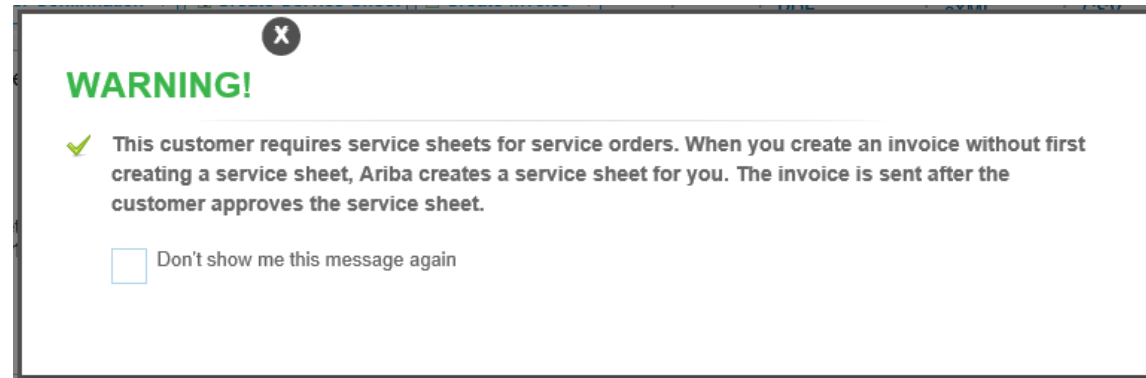 X
WARNING!
This customer requires service sheets for service orders. When you create an invoice without first
creating a service sheet, Ariba creates a service sheet for you. The invoice is sent after the
customer approves the service sheet.
Don't show me this message again